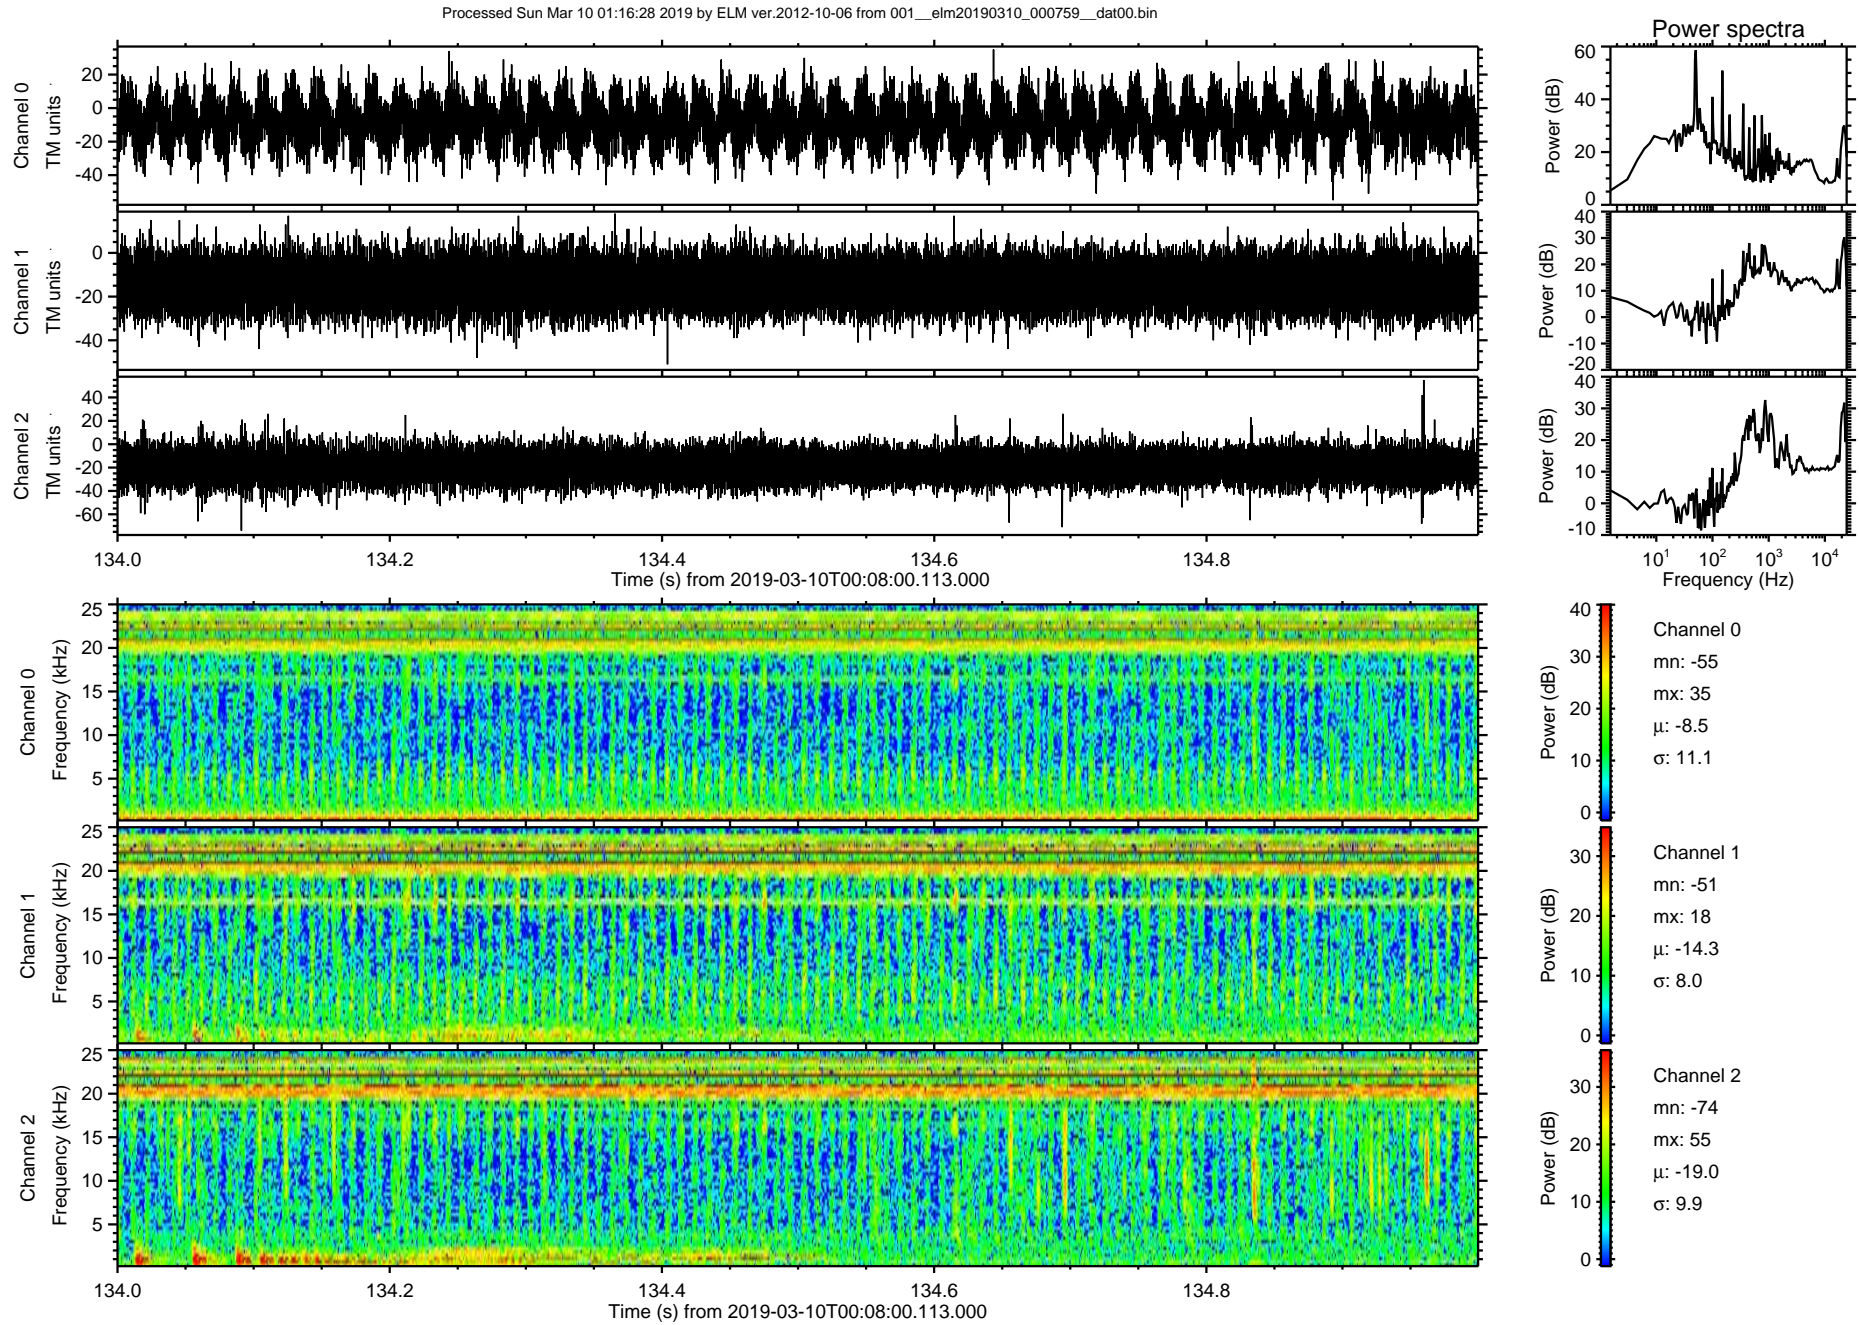 Processed Sun Mar 10 01:16:28 2019 by ELM ver.2012-10-06 from 001__elm20190310_000759__dat00.bin
Power spectra
Channel 0
TM units
20
0
-20
-40
Power (dB)
60
40
20
0
Channel 1
TM units
0
-20
-40
Power (dB)
40
30
20
10
0
-10
-20
Channel 2
TM units
40
20
0
-20
-40
-60
Power (dB)
40
30
20
10
0
-10
134.0 134.2 134.4 134.6 134.8
Time (s) from 2019-03-10T00:08:00.113.000
10^1 10^2 10^3 10^4
Frequency (Hz)
Channel 0
Frequency (kHz)
25
20
15
10
5
Power (dB)
40
30
20
10
0
Channel 0
mn: -55
mx: 35
μ: -8.5
σ: 11.1
Channel 1
Frequency (kHz)
25
20
15
10
5
Power (dB)
30
20
10
0
Channel 1
mn: -51
mx: 18
μ: -14.3
σ: 8.0
Channel 2
Frequency (kHz)
25
20
15
10
5
Power (dB)
30
20
10
0
Channel 2
mn: -74
mx: 55
μ: -19.0
σ: 9.9
134.0 134.2 134.4 134.6 134.8
Time (s) from 2019-03-10T00:08:00.113.000